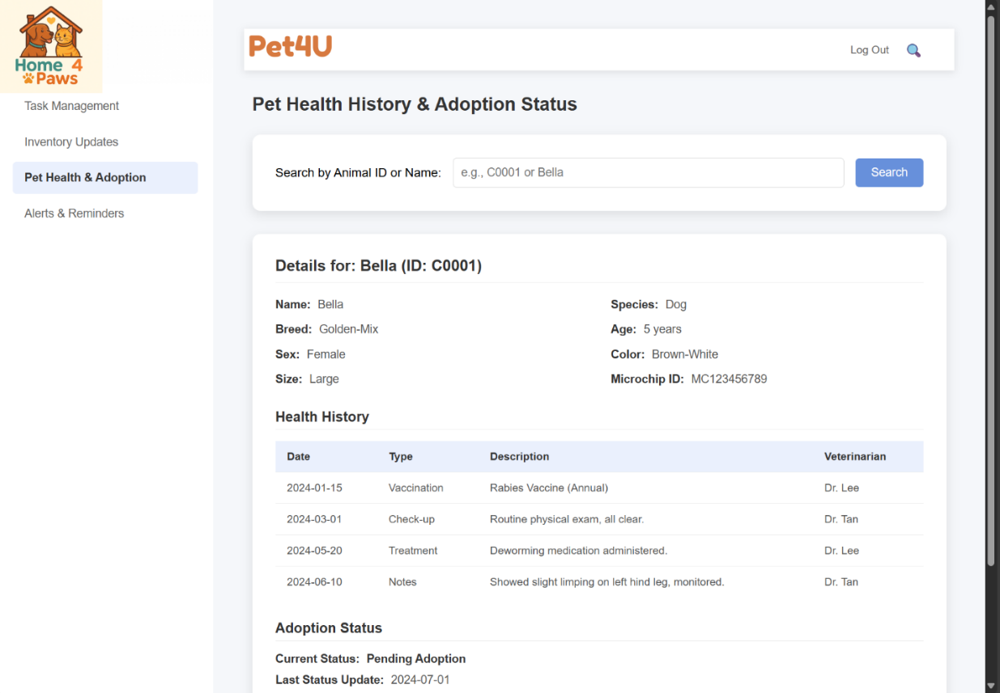 Home 4
Paws
Task Management
Inventory Updates
Pet Health & Adoption
Alerts & Reminders
Pet4U
Log Out
Pet Health History & Adoption Status
Search by Animal ID or Name: e.g., C0001 or Bella Search
Details for: Bella (ID: C0001)
Name: Bella Species: Dog
Breed: Golden-Mix Age: 5 years
Sex: Female Color: Brown-White
Size: Large Microchip ID: MC123456789
Health History
Date Type Description Veterinarian
2024-01-15 Vaccination Rabies Vaccine (Annual) Dr. Lee
2024-03-01 Check-up Routine physical exam, all clear. Dr. Tan
2024-05-20 Treatment Deworming medication administered. Dr. Lee
2024-06-10 Notes Showed slight limping on left hind leg, monitored. Dr. Tan
Adoption Status
Current Status: Pending Adoption
Last Status Update: 2024-07-01